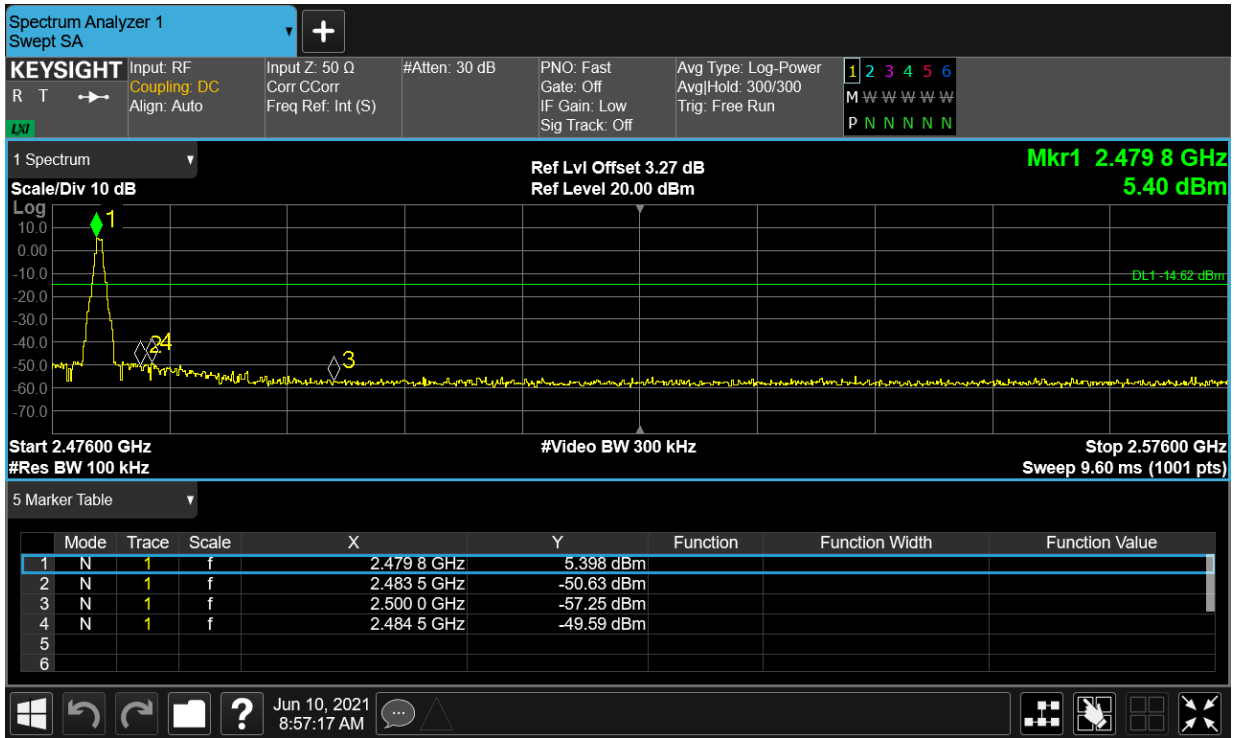 Spectrum Analyzer 1
Swept SA
KEYSIGHT Input: RF Input Z: 50 Ω #Atten: 30 dB PNO: Fast Avg Type: Log-Power 1 2 3 4 5 6
R T Coupling: DC Corr CCorr Gate: Off Avg|Hold: 300/300 M W W W W W
Align: Auto Freq Ref: Int (S) IF Gain: Low Trig: Free Run
LXI Sig Track: Off P N N N N N
1 Spectrum Ref Lvl Offset 3.27 dB Mkr1 2.479 8 GHz
Scale/Div 10 dB Ref Level 20.00 dBm 5.40 dBm
Log
1
10.0
0.00
-10.0 DL1 -14.62 dBm
-20.0
-30.0
-40.0 2 4
3
-50.0
-60.0
-70.0
Start 2.47600 GHz #Video BW 300 kHz Stop 2.57600 GHz
#Res BW 100 kHz Sweep 9.60 ms (1001 pts)
5 Marker Table
Mode Trace Scale X Y Function Function Width Function Value
1 N 1 f 2.479 8 GHz 5.398 dBm
2 N 1 f 2.483 5 GHz -50.63 dBm
3 N 1 f 2.500 0 GHz -57.25 dBm
4 N 1 f 2.484 5 GHz -49.59 dBm
5
6
? Jun 10, 2021
8:57:17 AM